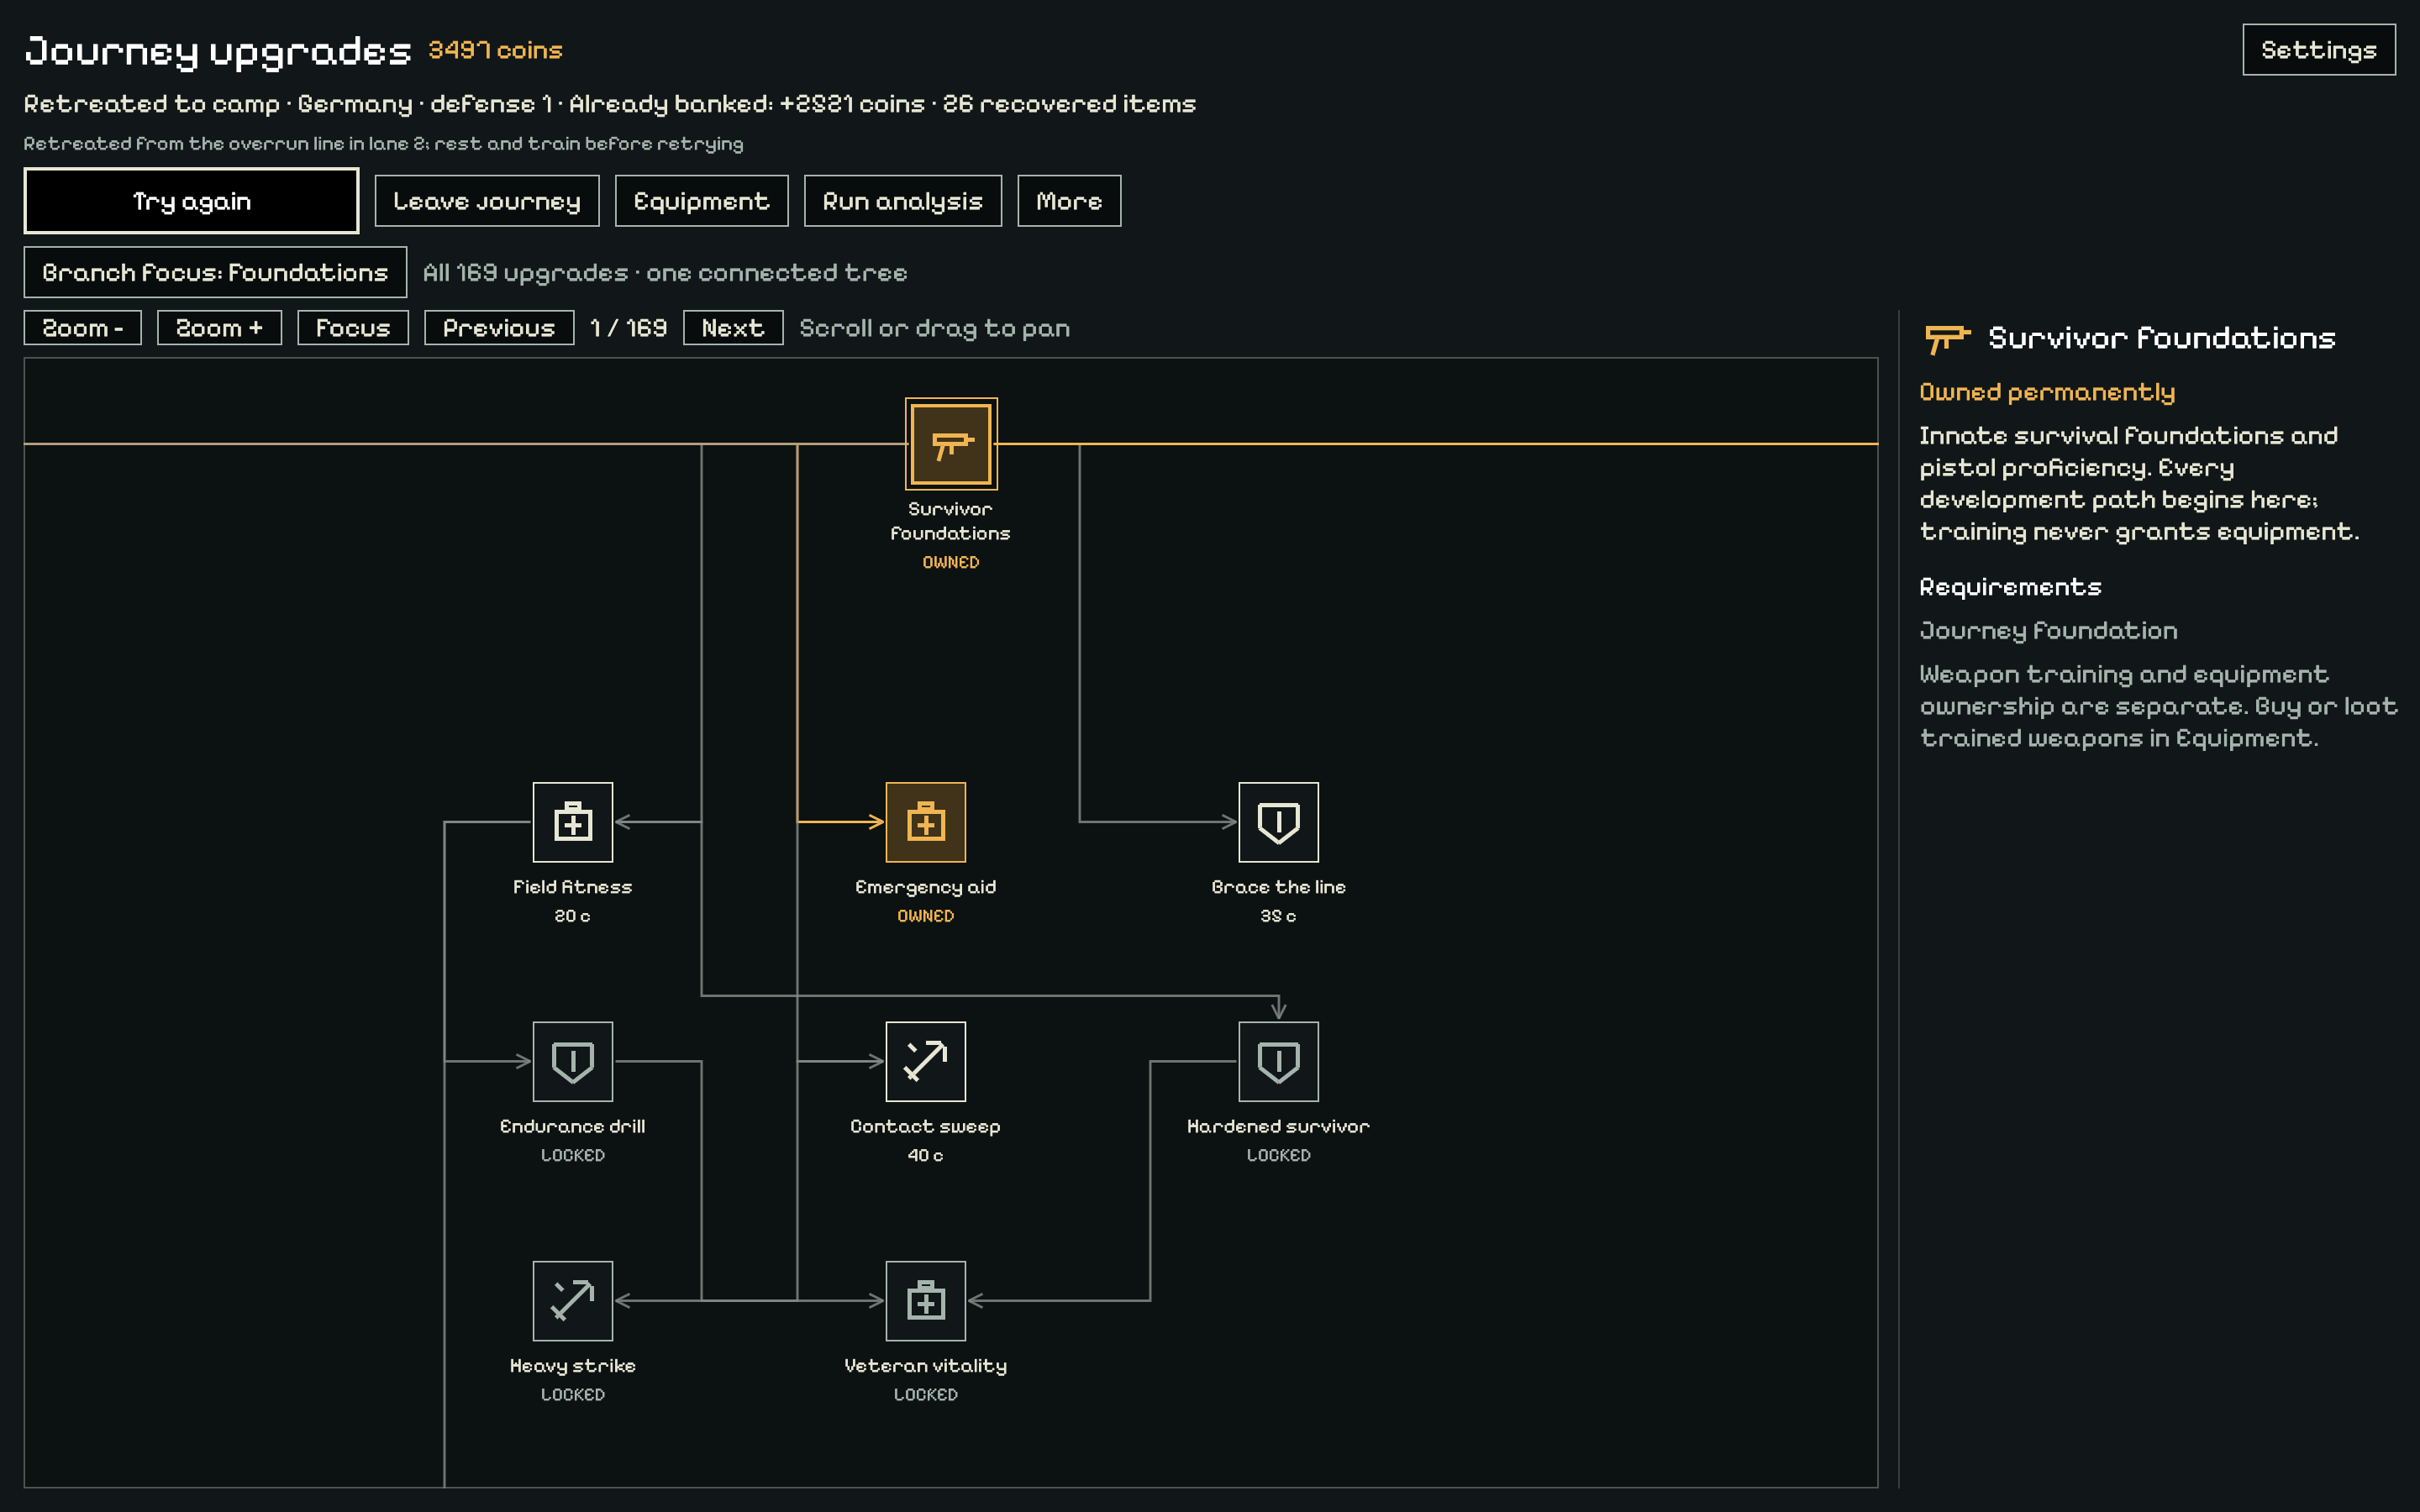 Journey upgrades 3497 coins
Settings
Retreated to camp · Germany · defense 1 · Already banked: +2821 coins · 26 recovered items
Retreated from the overrun line in lane 2; rest and train before retrying
Try again
Leave journey
Equipment
Run analysis
More
Branch focus: Foundations
All 169 upgrades · one connected tree
Zoom -
Zoom +
Focus
Previous
1 / 169
Next
Scroll or drag to pan
Survivor
foundations
OWNED
Field fitness
20 c
Emergency aid
OWNED
Brace the line
38 c
Endurance drill
LOCKED
Contact sweep
40 c
Hardened survivor
LOCKED
Heavy strike
LOCKED
Veteran vitality
LOCKED
Survivor foundations
Owned permanently
Innate survival foundations and
pistol proficiency. Every
development path begins here;
training never grants equipment.
Requirements
Journey foundation
Weapon training and equipment
ownership are separate. Buy or loot
trained weapons in Equipment.